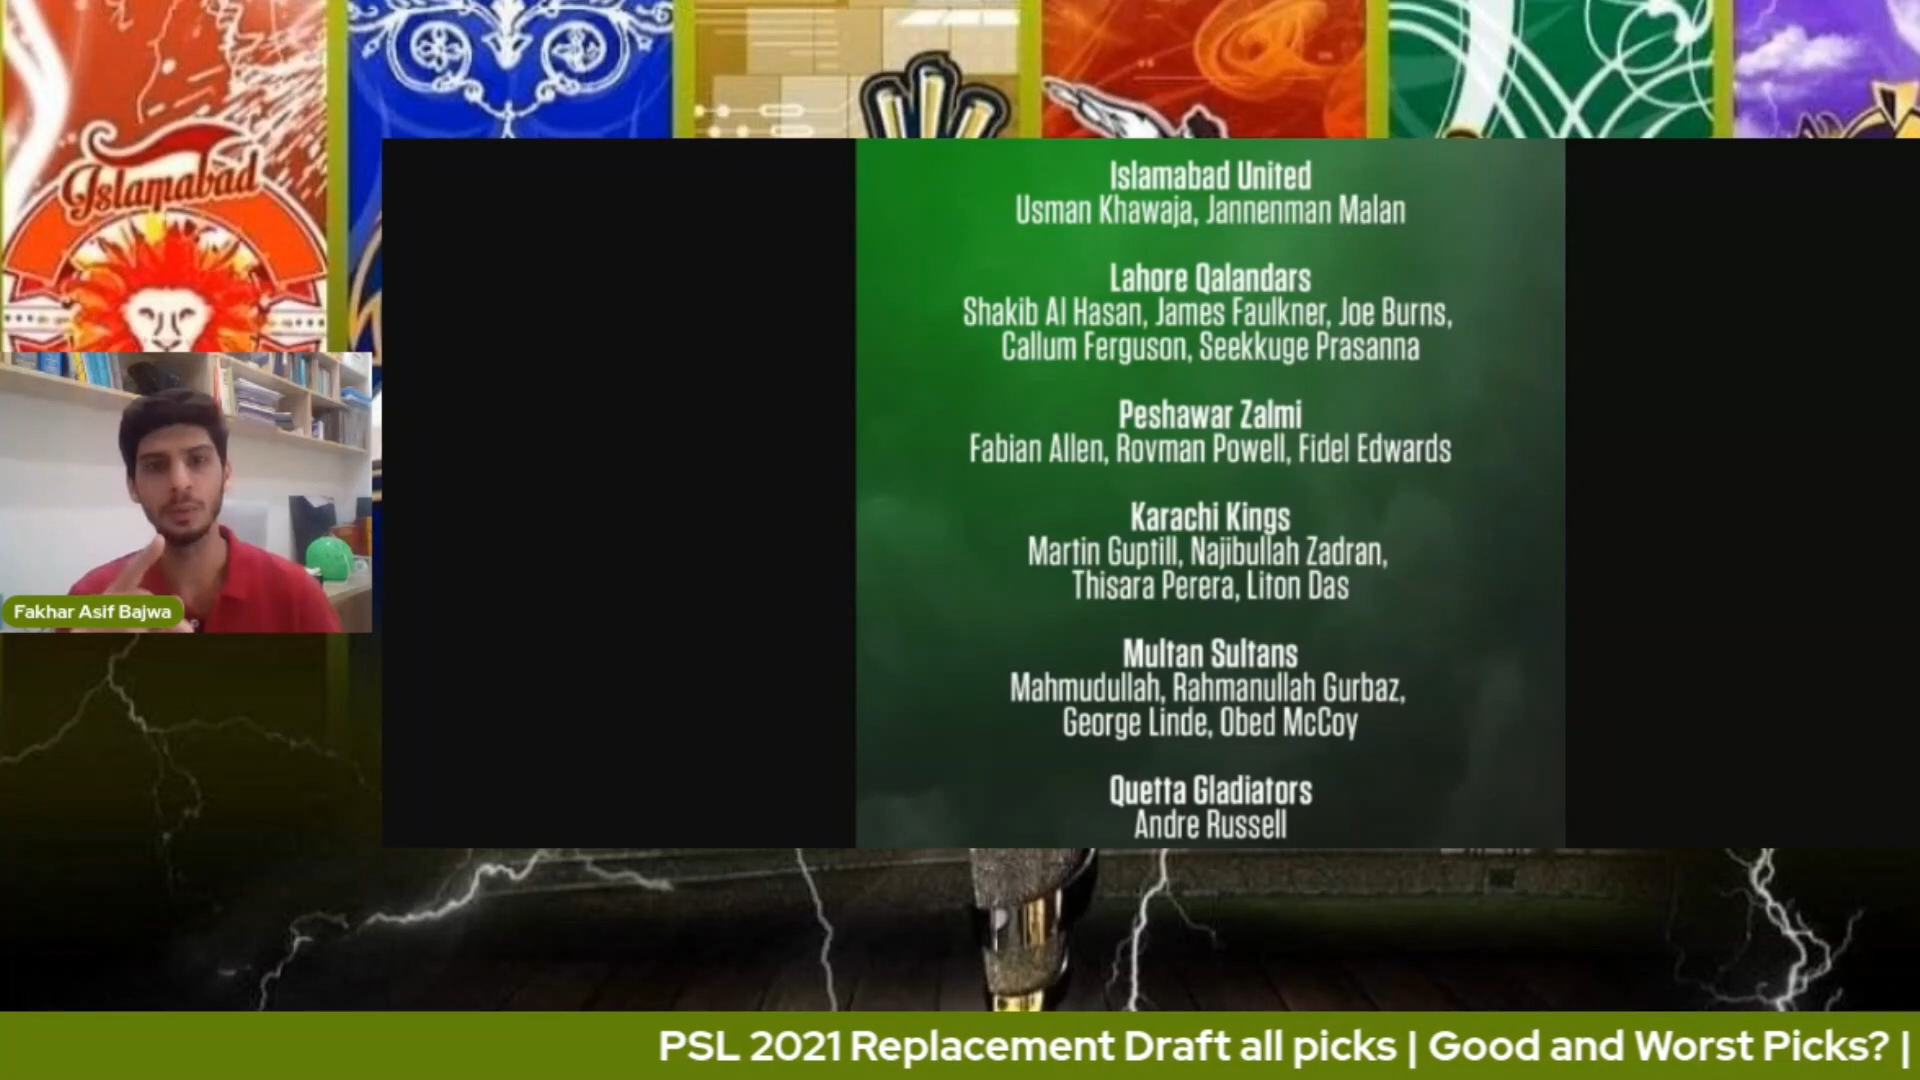 Islamabad
Islamabad United
Usman Khawaja, Jannenman Malan
Lahore Qalandars
Shakib Al Hasan, James Faulkner, Joe Burns,
Callum Ferguson, Seekkuge Prasanna
Peshawar Zalmi
Fabian Allen, Rovman Powell, Fidel Edwards
Karachi Kings
Martin Guptill, Najibullah Zadran,
Thisara Perera, Liton Das
Multan Sultans
Mahmudullah, Rahmanullah Gurbaz,
George Linde, Obed McCoy
Quetta Gladiators
Andre Russell
Fakhar Asif Bajwa
PSL 2021 Replacement Draft all picks | Good and Worst Picks? |